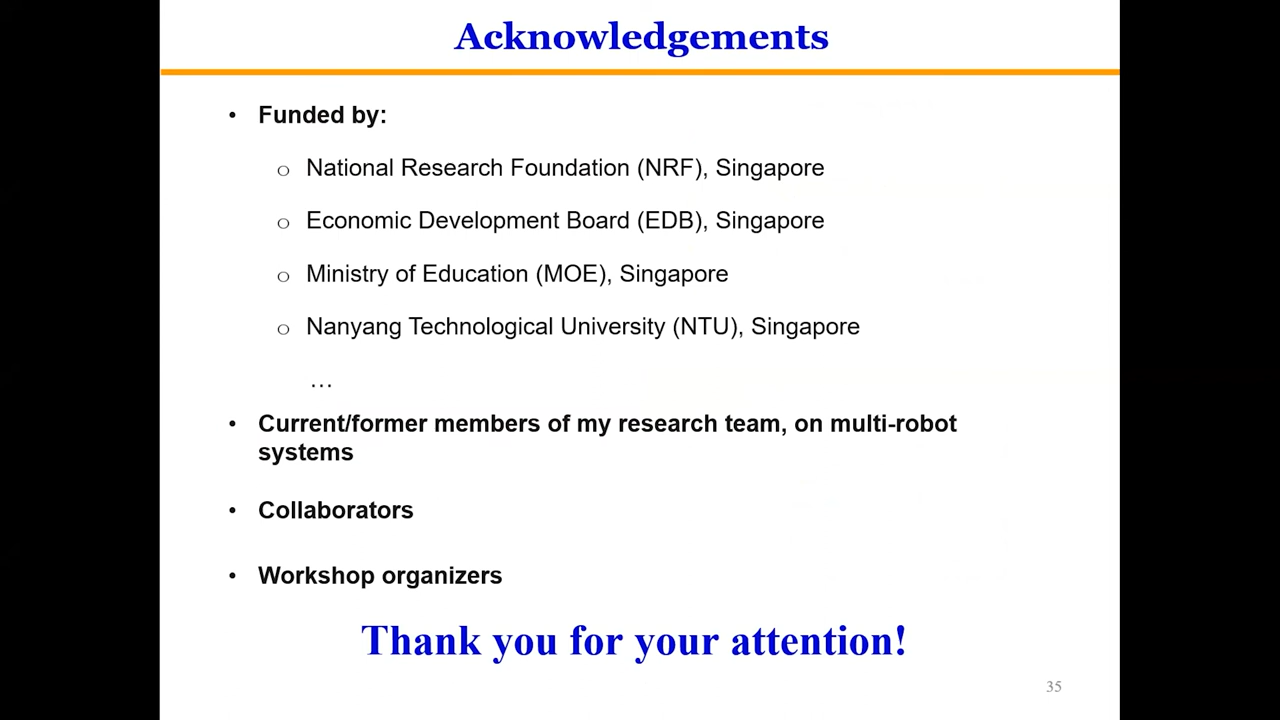 Acknowledgements
• Funded by:
o National Research Foundation (NRF), Singapore
o Economic Development Board (EDB), Singapore
o Ministry of Education (MOE), Singapore
o Nanyang Technological University (NTU), Singapore
…
• Current/former members of my research team, on multi-robot
systems
• Collaborators
• Workshop organizers
Thank you for your attention!
35